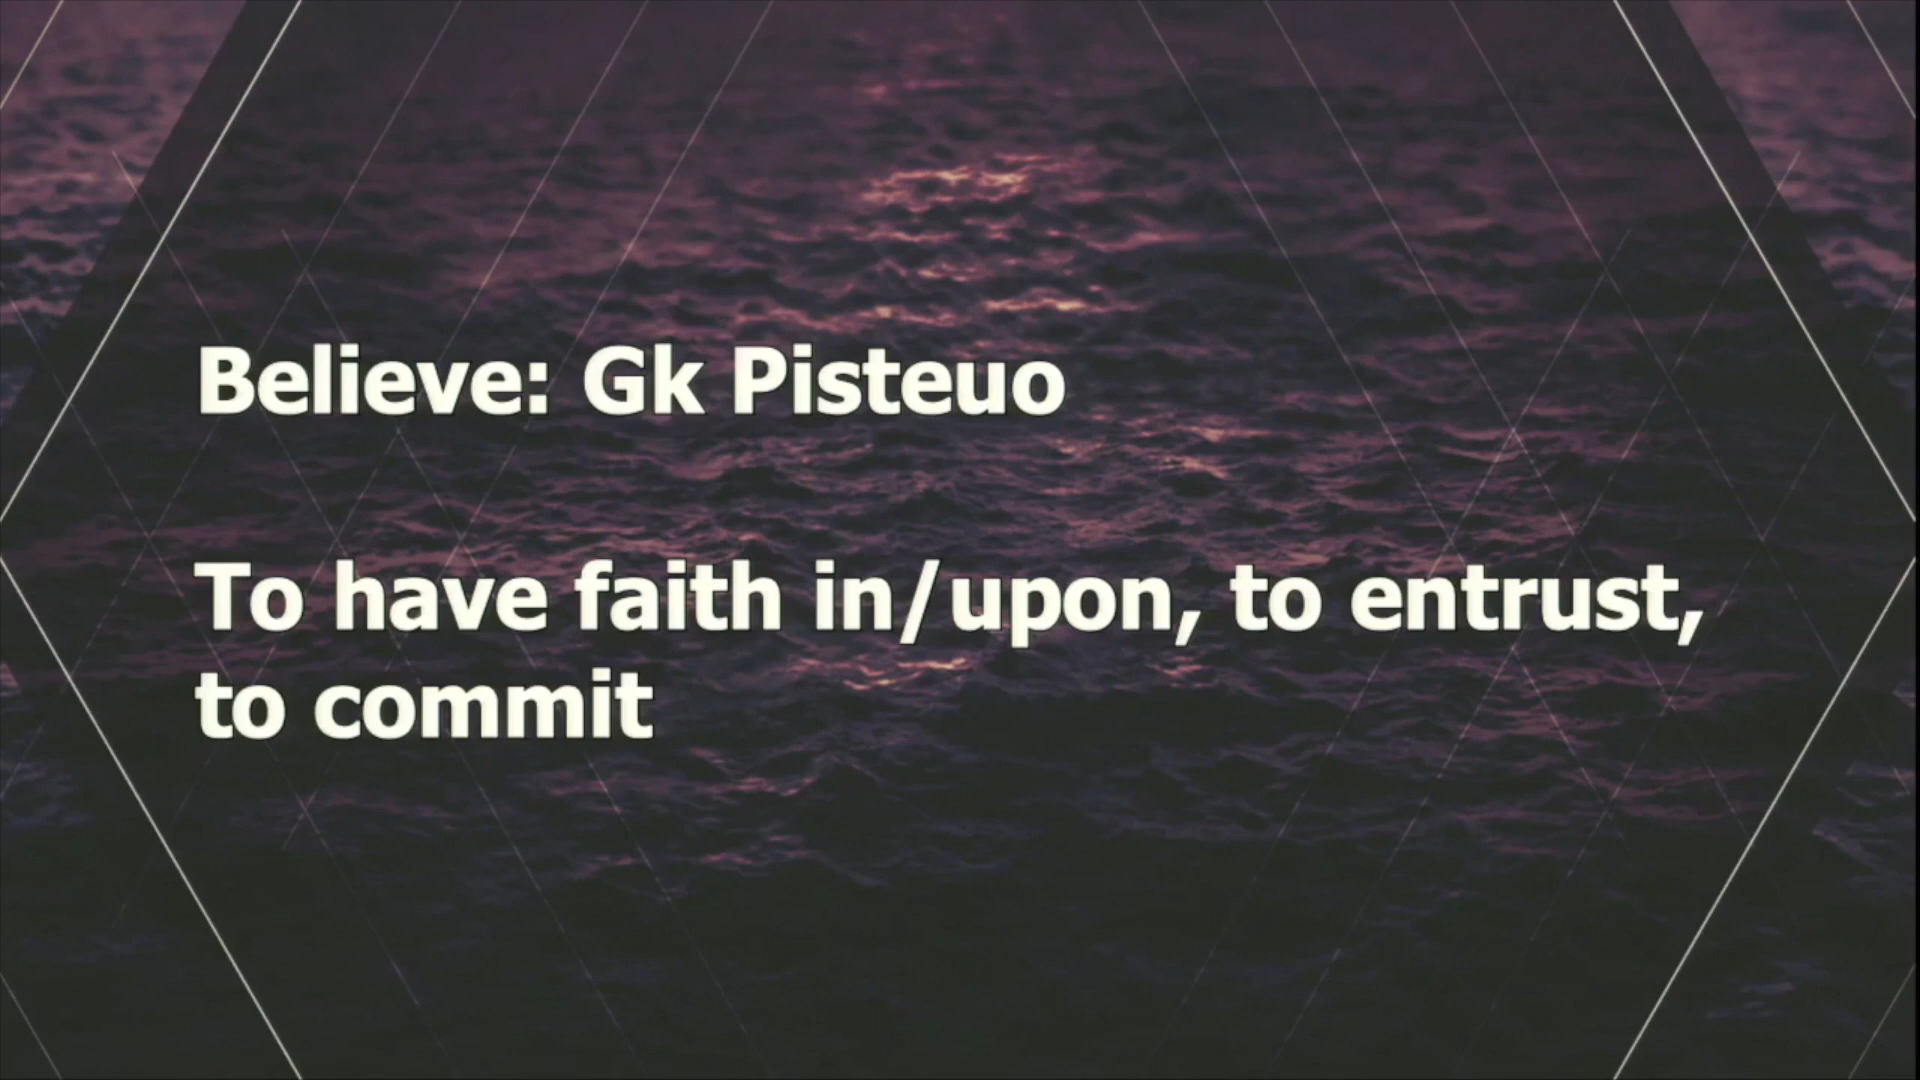 Believe: Gk Pisteuo
To have faith in/upon, to entrust,
to commit